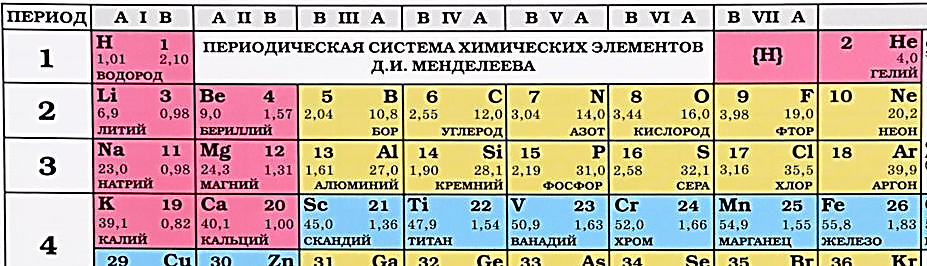 ПЕРИОД А I В А II В В III А В IV А В V А В VI А В VII А
1 H 1 ПЕРИОДИЧЕСКАЯ СИСТЕМА ХИМИЧЕСКИХ ЭЛЕМЕНТОВ {H} 2 He
1,01 2,10 Д.И. МЕНДЕЛЕЕВА 4,0
ВОДОРОД ГЕЛИЙ
2 Li 3 Be 4 5 B 6 C 7 N 8 O 9 F 10 Ne
6,9 0,98 9,0 1,57 2,04 10,8 2,55 12,0 3,04 14,0 3,44 16,0 3,98 19,0 20,2
ЛИТИЙ БЕРИЛЛИЙ БОР УГЛЕРОД АЗОТ КИСЛОРОД ФТОР НЕОН
3 Na 11 Mg 12 13 Al 14 Si 15 P 16 S 17 Cl 18 Ar
23,0 0,98 24,3 1,31 1,61 27,0 1,90 28,1 2,19 31,0 2,58 32,1 3,16 35,5 39,9
НАТРИЙ МАГНИЙ АЛЮМИНИЙ КРЕМНИЙ ФОСФОР СЕРА ХЛОР АРГОН
4 K 19 Ca 20 Sc 21 Ti 22 V 23 Cr 24 Mn 25 Fe 26
39,1 0,82 40,1 1,00 45,0 1,36 47,9 1,54 50,9 1,63 52,0 1,66 54,9 1,55 55,8 1,83
КАЛИЙ КАЛЬЦИЙ СКАНДИЙ ТИТАН ВАНАДИЙ ХРОМ МАРГАНЕЦ ЖЕЛЕЗО
29 Cu 30 Zn 31 Ga 32 Ge 33 As 34 Se 35 Br 36 Kr